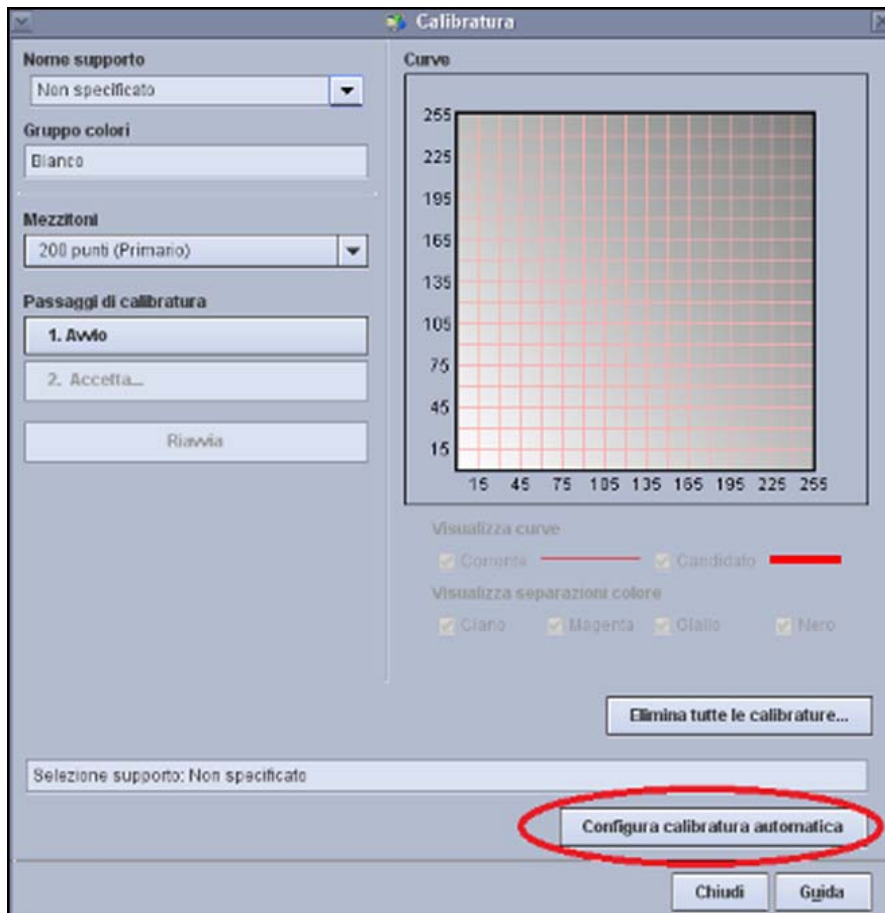 Calibratura
Nome supporto
Non specificato
Gruppo colori
Bianco
Mezzitoni
200 punti (Primario)
Passaggi di calibratura
1. Avvio
2. Accetta...
Riavvia
Curve
255
225
195
165
135
105
75
45
15
15 45 75 105 135 165 195 225 255
Visualizza curve
Corrente Candidato
Visualizza separazioni colore
Ciano Magenta Giallo Nero
Elimina tutte le calibrature...
Selezione supporto: Non specificato
Configura calibratura automatica
Chiudi Guida